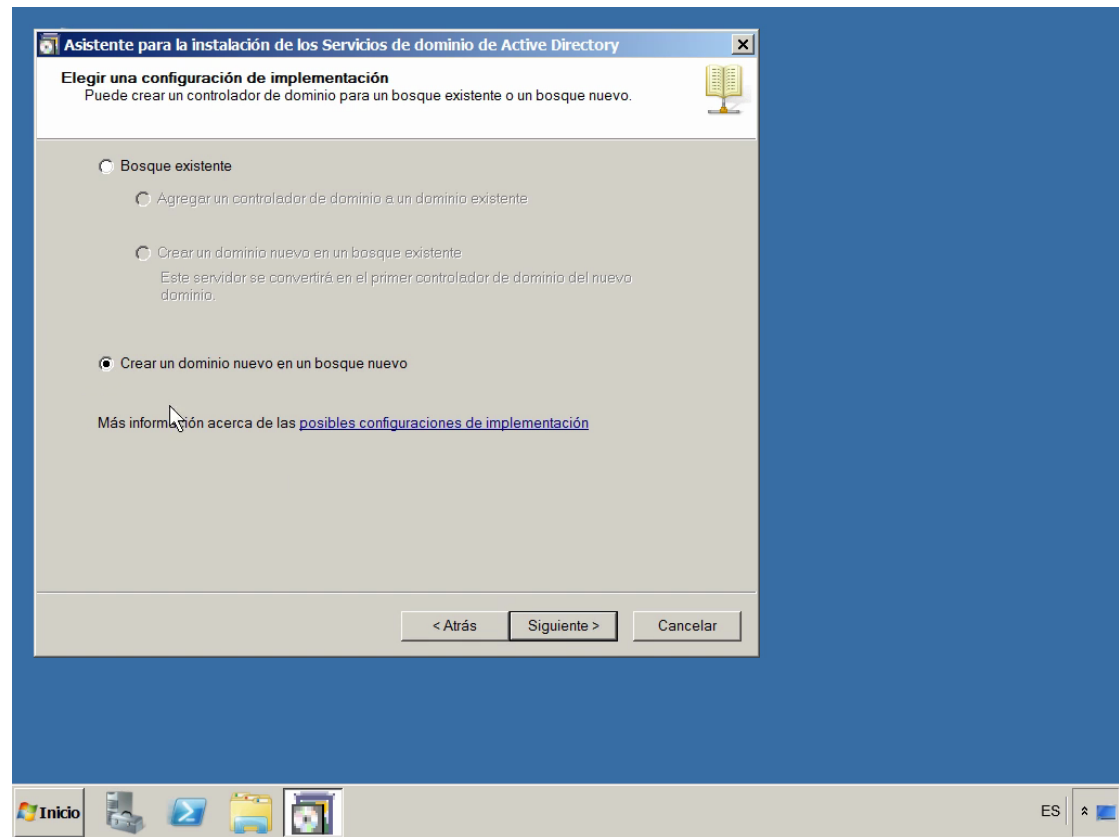 Asistente para la instalación de los Servicios de dominio de Active Directory
Elegir una configuración de implementación
Puede crear un controlador de dominio para un bosque existente o un bosque nuevo.
Bosque existente
Agregar un controlador de dominio a un dominio existente
Crear un dominio nuevo en un bosque existente
Este servidor se convertirá en el primer controlador de dominio del nuevo
dominio.
Crear un dominio nuevo en un bosque nuevo
Más información acerca de las posibles configuraciones de implementación
< Atrás
Siguiente >
Cancelar
Inicio
ES